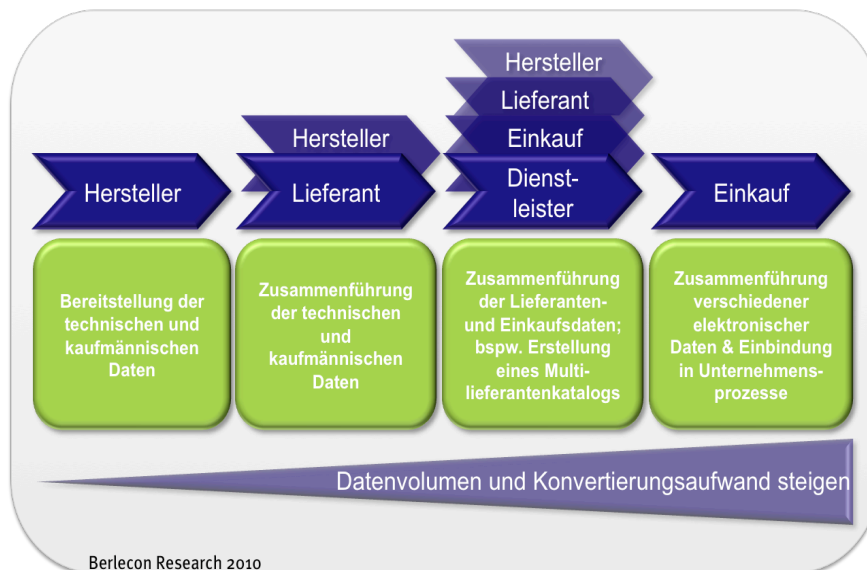 Hersteller
Lieferant
Einkauf
Dienst-
leister
Hersteller
Lieferant
Hersteller
Einkauf
Bereitstellung der
technischen und
kaufmännischen
Daten
Zusammenführung
der technischen
und
kaufmännischen
Daten
Zusammenführung
der Lieferanten-
und Einkaufsdaten;
bspw. Erstellung
eines Multi-
lieferantenkatalogs
Zusammenführung
verschiedener
elektronischer
Daten & Einbindung
in Unternehmens-
prozesse
Datenvolumen und Konvertierungsaufwand steigen
Berlecon Research 2010